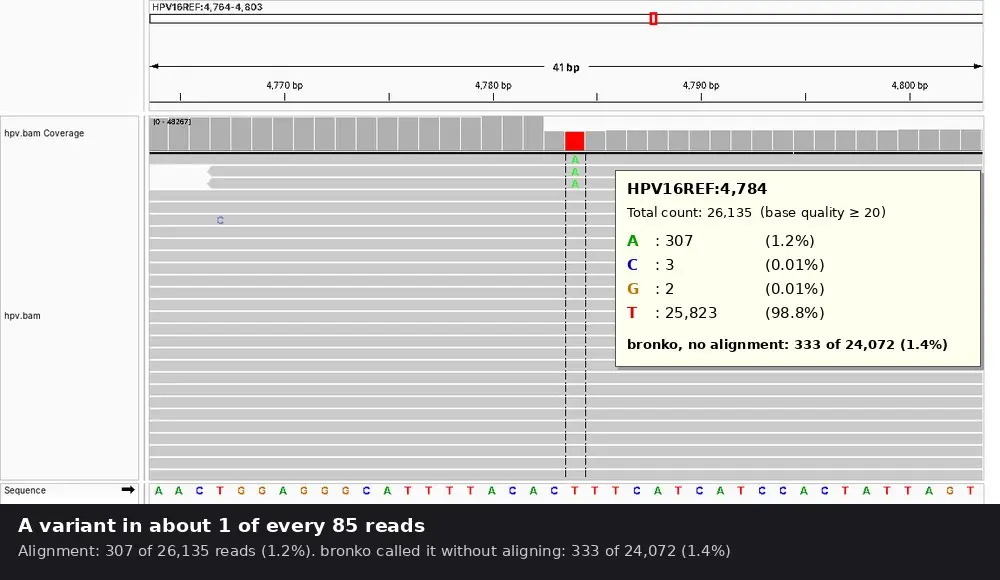 HPV16REF:4,764-4,803
41 bp
4,770 bp 4,780 bp 4,790 bp 4,800 bp
hpv.bam Coverage
[0 - 48267]
A
A
A
C
HPV16REF:4,784
Total count: 26,135 (base quality ≥ 20)
A : 307 (1.2%)
C : 3 (0.01%)
G : 2 (0.01%)
T : 25,823 (98.8%)
bronko, no alignment: 333 of 24,072 (1.4%)
hpv.bam
Sequence
A A C T G G A G G G C A T T T T A C A C T T T C A T C A T C C A C T A T T A G T
A variant in about 1 of every 85 reads
Alignment: 307 of 26,135 reads (1.2%). bronko called it without aligning: 333 of 24,072 (1.4%)